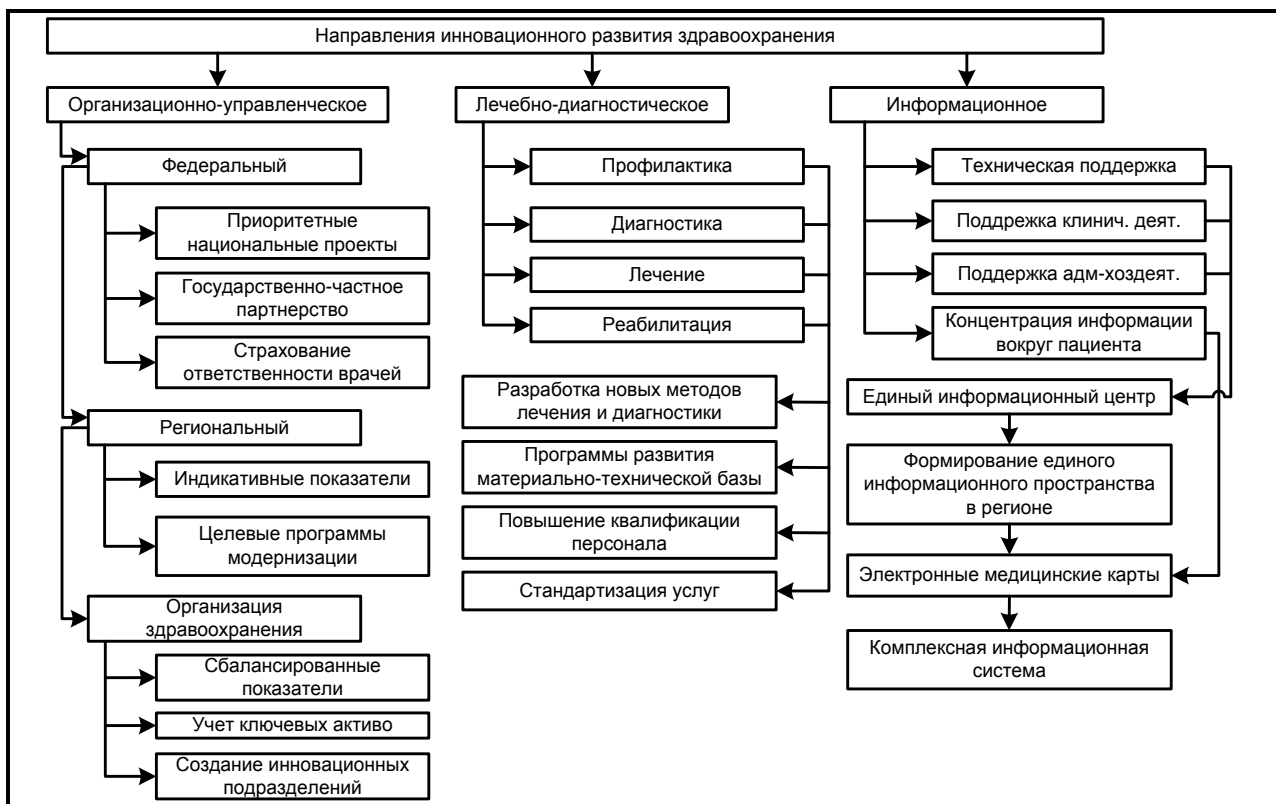 Направления инновационного развития здравоохранения
Организационно-управленческое
Федеральный
Приоритетные
национальные проекты
Государственно-частное
партнерство
Страхование
ответственности врачей
Региональный
Индикативные показатели
Целевые программы
модернизации
Организация
здравоохранения
Сбалансированные
показатели
Учет ключевых активо
Создание инновационных
подразделений
Лечебно-диагностическое
Профилактика
Диагностика
Лечение
Реабилитация
Разработка новых методов
лечения и диагностики
Программы развития
материально-технической базы
Повышение квалификации
персонала
Стандартизация услуг
Информационное
Техническая поддержка
Поддрежка клинич. деят.
Поддержка адм-хоздеят.
Концентрация информации
вокруг пациента
Единый информационный центр
Формирование единого
информационного пространства
в регионе
Электронные медицинские карты
Комплексная информационная
система